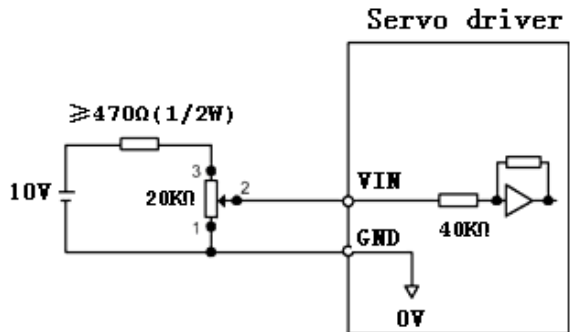 Servo driver
≥470Ω(1/2W)
3
10V
20KΩ
2
VIN
1
GND
40KΩ
0V